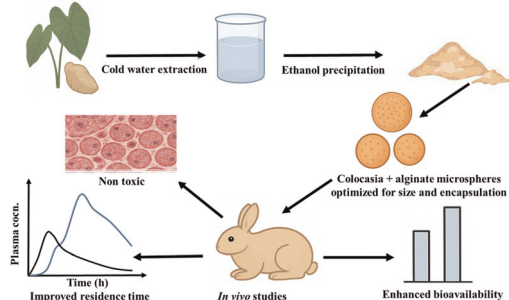 Cold water extraction
Ethanol precipitation
Colocasia + alginate microspheres
optimized for size and encapsulation
Non toxic
Plasma cocn.
Time (h)
Improved residence time
In vivo studies
Enhanced bioavailability